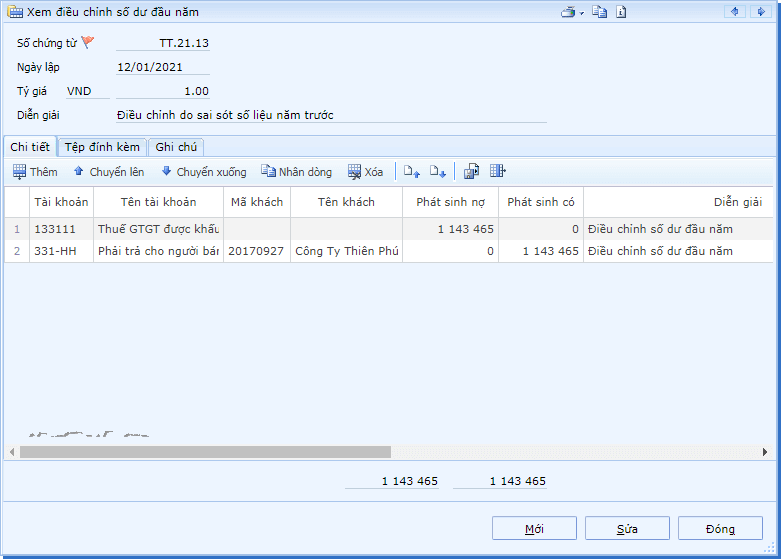 Xem điều chỉnh số dư đầu năm
Số chứng từ TT.21.13
Ngày lập 12/01/2021
Tỷ giá VND 1.00
Diễn giải Điều chỉnh do sai sót số liệu năm trước
Chi tiết Tệp đính kèm Ghi chú
Thêm Chuyển lên Chuyển xuống Nhân dòng Xóa
Tài khoản Tên tài khoản Mã khách Tên khách Phát sinh nợ Phát sinh có Diễn giải
1 133111 Thuế GTGT được khấu 1 143 465 0 Điều chỉnh số dư đầu năm
2 331-HH Phải trả cho người bán 20170927 Công Ty Thiên Phú 0 1 143 465 Điều chỉnh số dư đầu năm
1 143 465 1 143 465
Mới Sửa Đóng